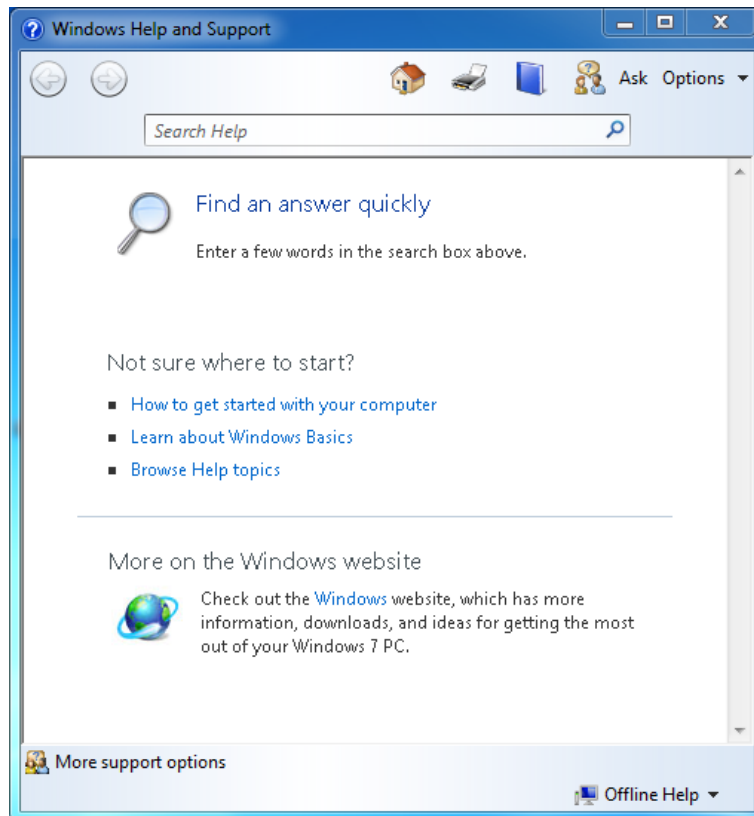 Windows Help and Support
Ask Options
Search Help
Find an answer quickly
Enter a few words in the search box above.
Not sure where to start?
How to get started with your computer
Learn about Windows Basics
Browse Help topics
More on the Windows website
Check out the Windows website, which has more
information, downloads, and ideas for getting the most
out of your Windows 7 PC.
More support options
Offline Help